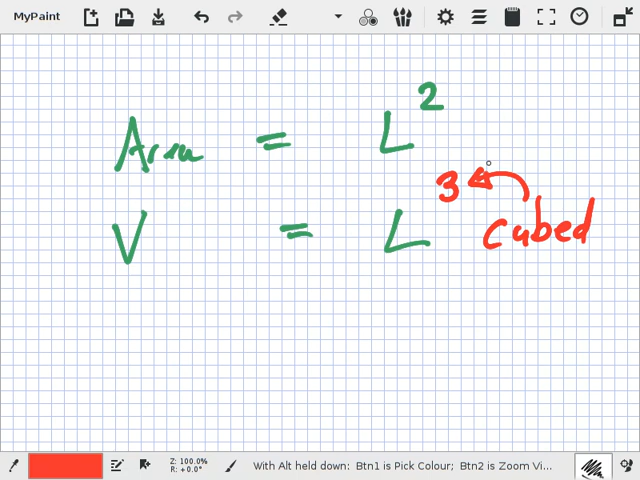 MyPaint
Area = L²
V = L³ cubed
Z: 100.0%
R: +0.0°
With Alt held down: Btn1 is Pick Colour; Btn2 is Zoom Vi...